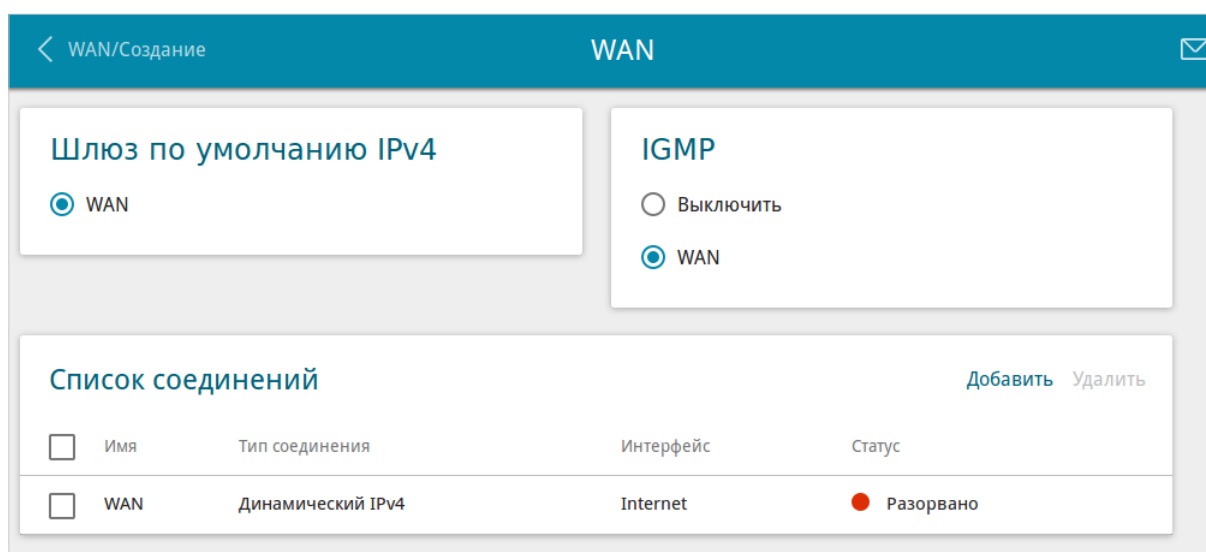 WAN/Создание
WAN
Шлюз по умолчанию IPv4
WAN
IGMP
Выключить
WAN
Список соединений
Добавить Удалить
Имя Тип соединения Интерфейс Статус
WAN Динамический IPv4 Internet Разорвано